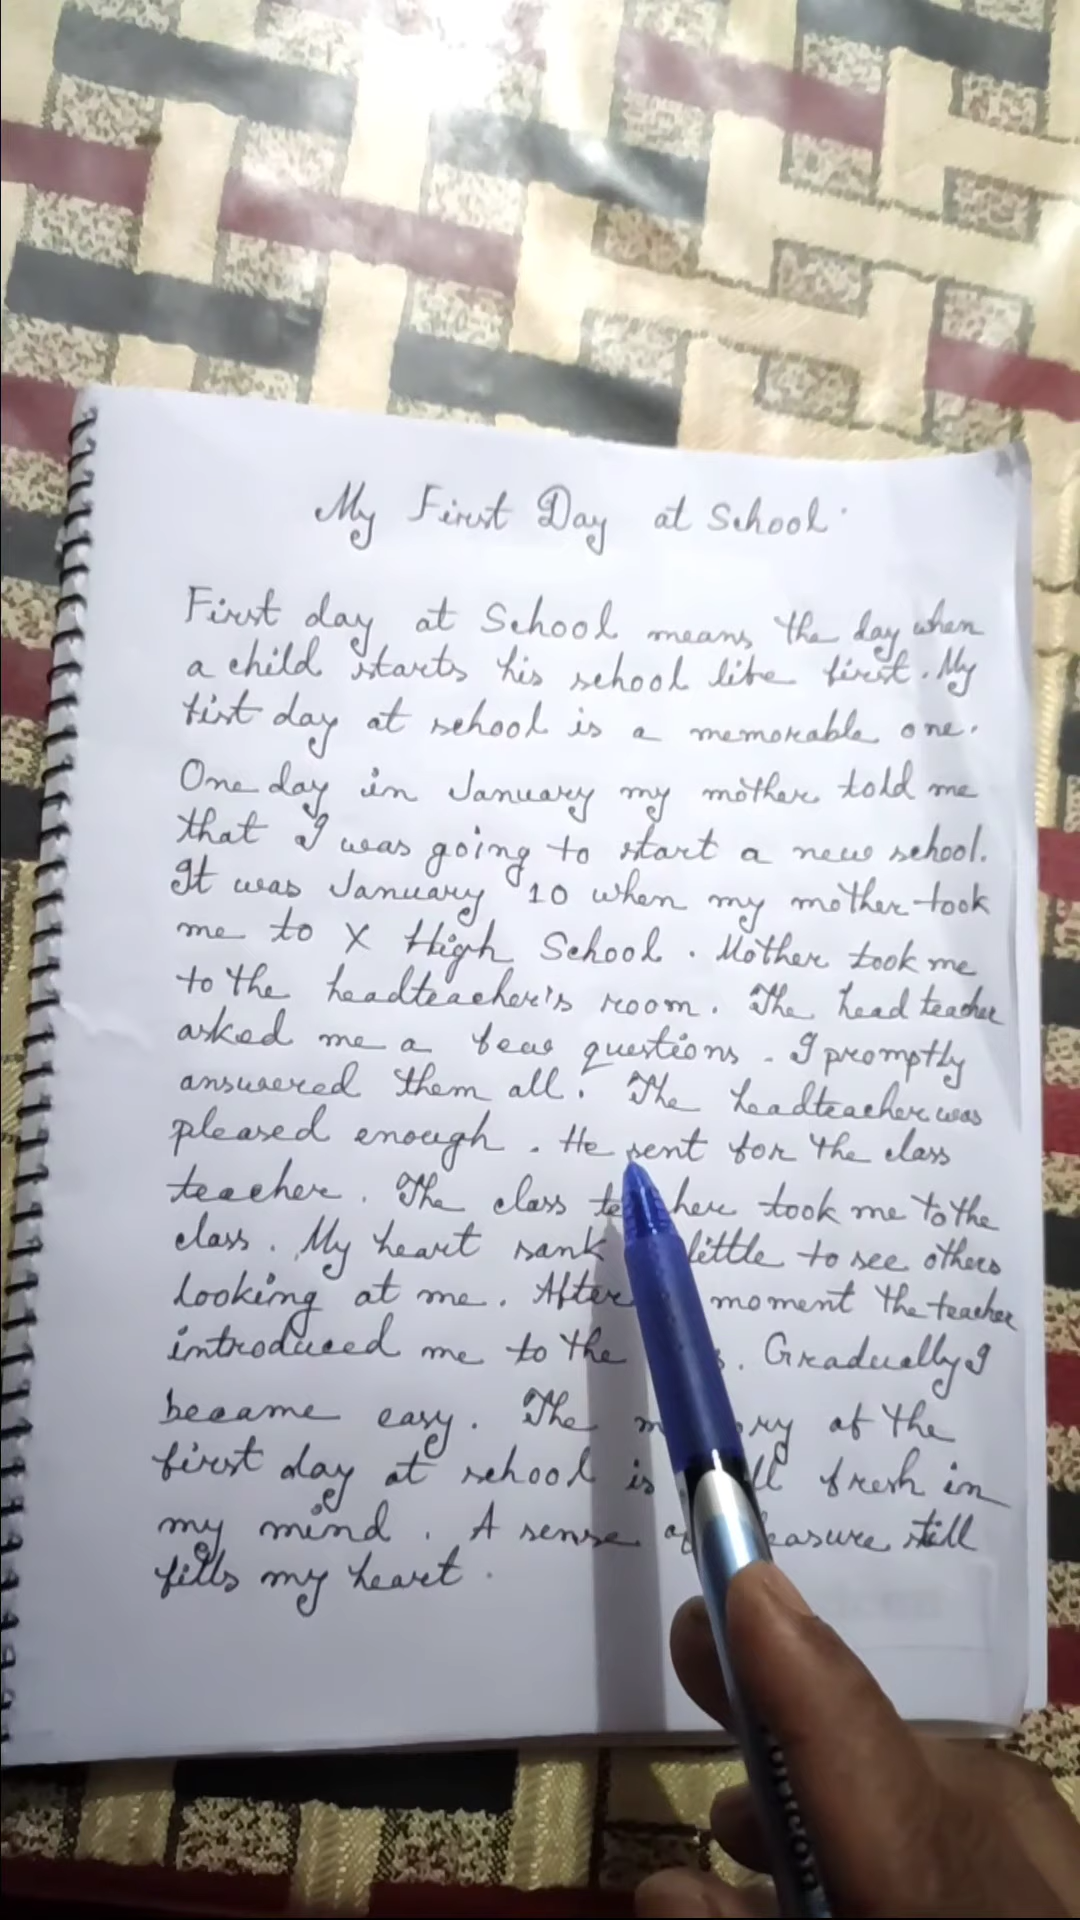 My First Day at School.
First day at School means the day when
a child starts his school life first. My
fist day at school is a memorable one.
One day in January my mother told me
that I was going to start a new school.
It was January 10 when my mother took
me to X High School. Mother took me
to the headteacher's room. The head teacher
asked me a few questions. I promptly
answered them all. The headteacher was
pleased enough. He sent for the class
teacher. The class her took me to the
class. My heart sank little to see others
looking at me. After moment the teacher
introduced me to the Gradually I
became easy. The of the
first day at school is fresh in
my mind. A sense still
fills my heart.